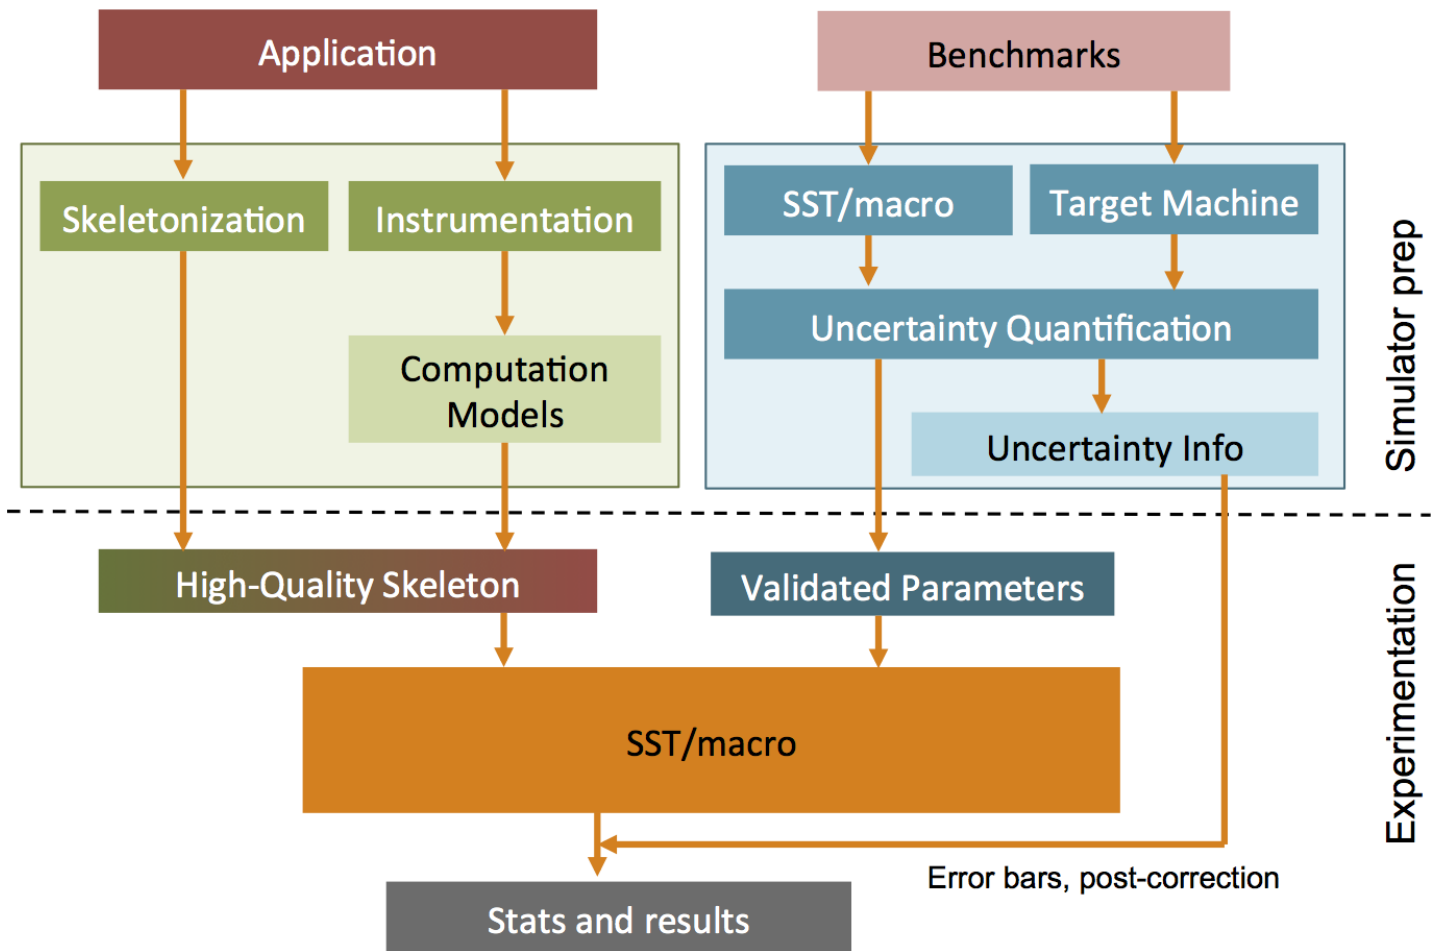 Application
Benchmarks
Skeletonization
Instrumentation
SST/macro
Target Machine
Uncertainty Quantification
Computation
Models
Uncertainty Info
Simulator prep
High-Quality Skeleton
Validated Parameters
SST/macro
Experimentation
Error bars, post-correction
Stats and results